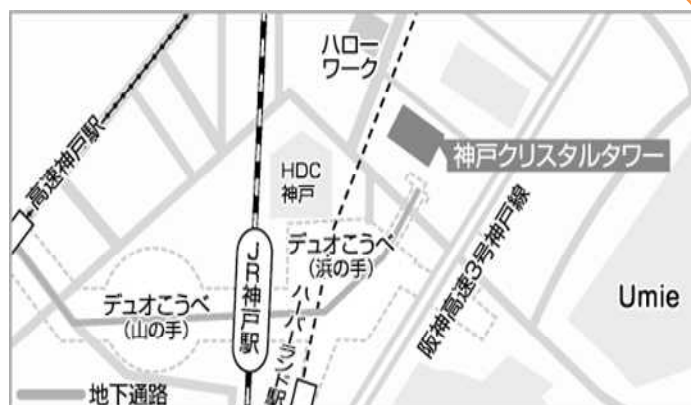 ハロー
ワーク
高速神戸駅
神戸クリスタルタワー
HDC
神戸
デュオこうべ
(浜の手)
JR神戸駅
ハーバーランド駅
阪神高速3号神戸線
Umie
デュオこうべ
(山の手)
地下通路